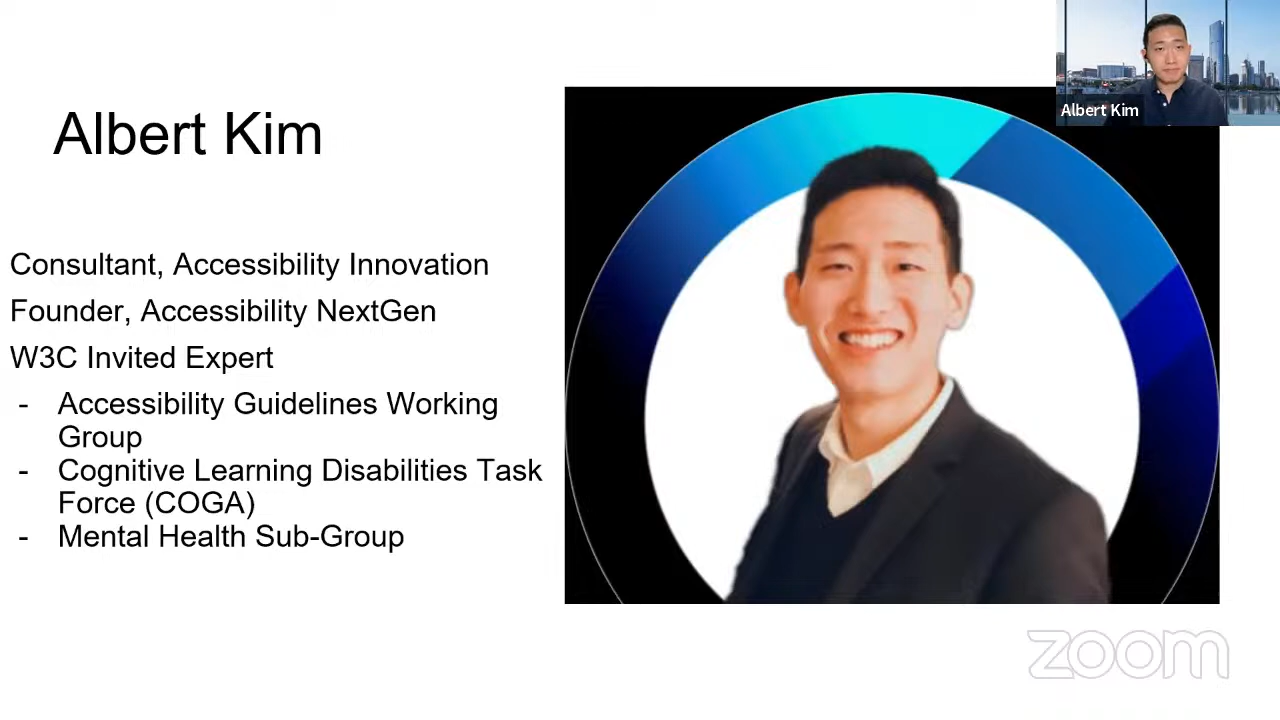 Albert Kim
Albert Kim
Consultant, Accessibility Innovation
Founder, Accessibility NextGen
W3C Invited Expert
- Accessibility Guidelines Working
Group
- Cognitive Learning Disabilities Task
Force (COGA)
- Mental Health Sub-Group
zoom